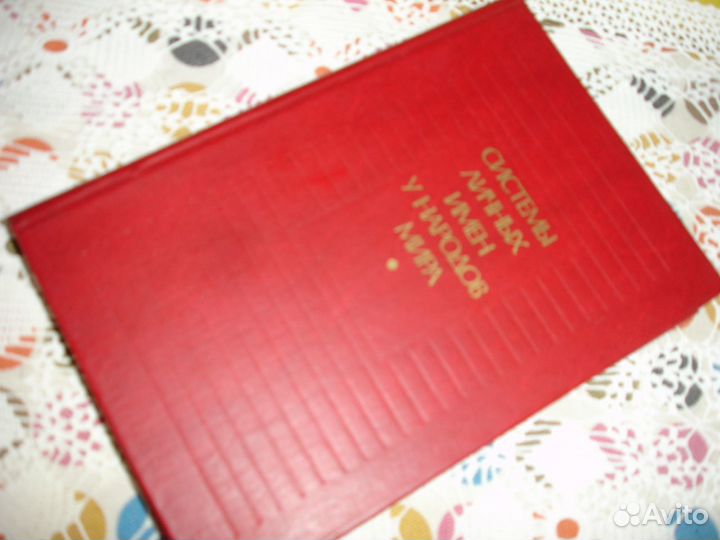 СИСТЕМЫ
ЛИЧНЫХ
ИМЕН
У НАРОДОВ
МИРА
Avito